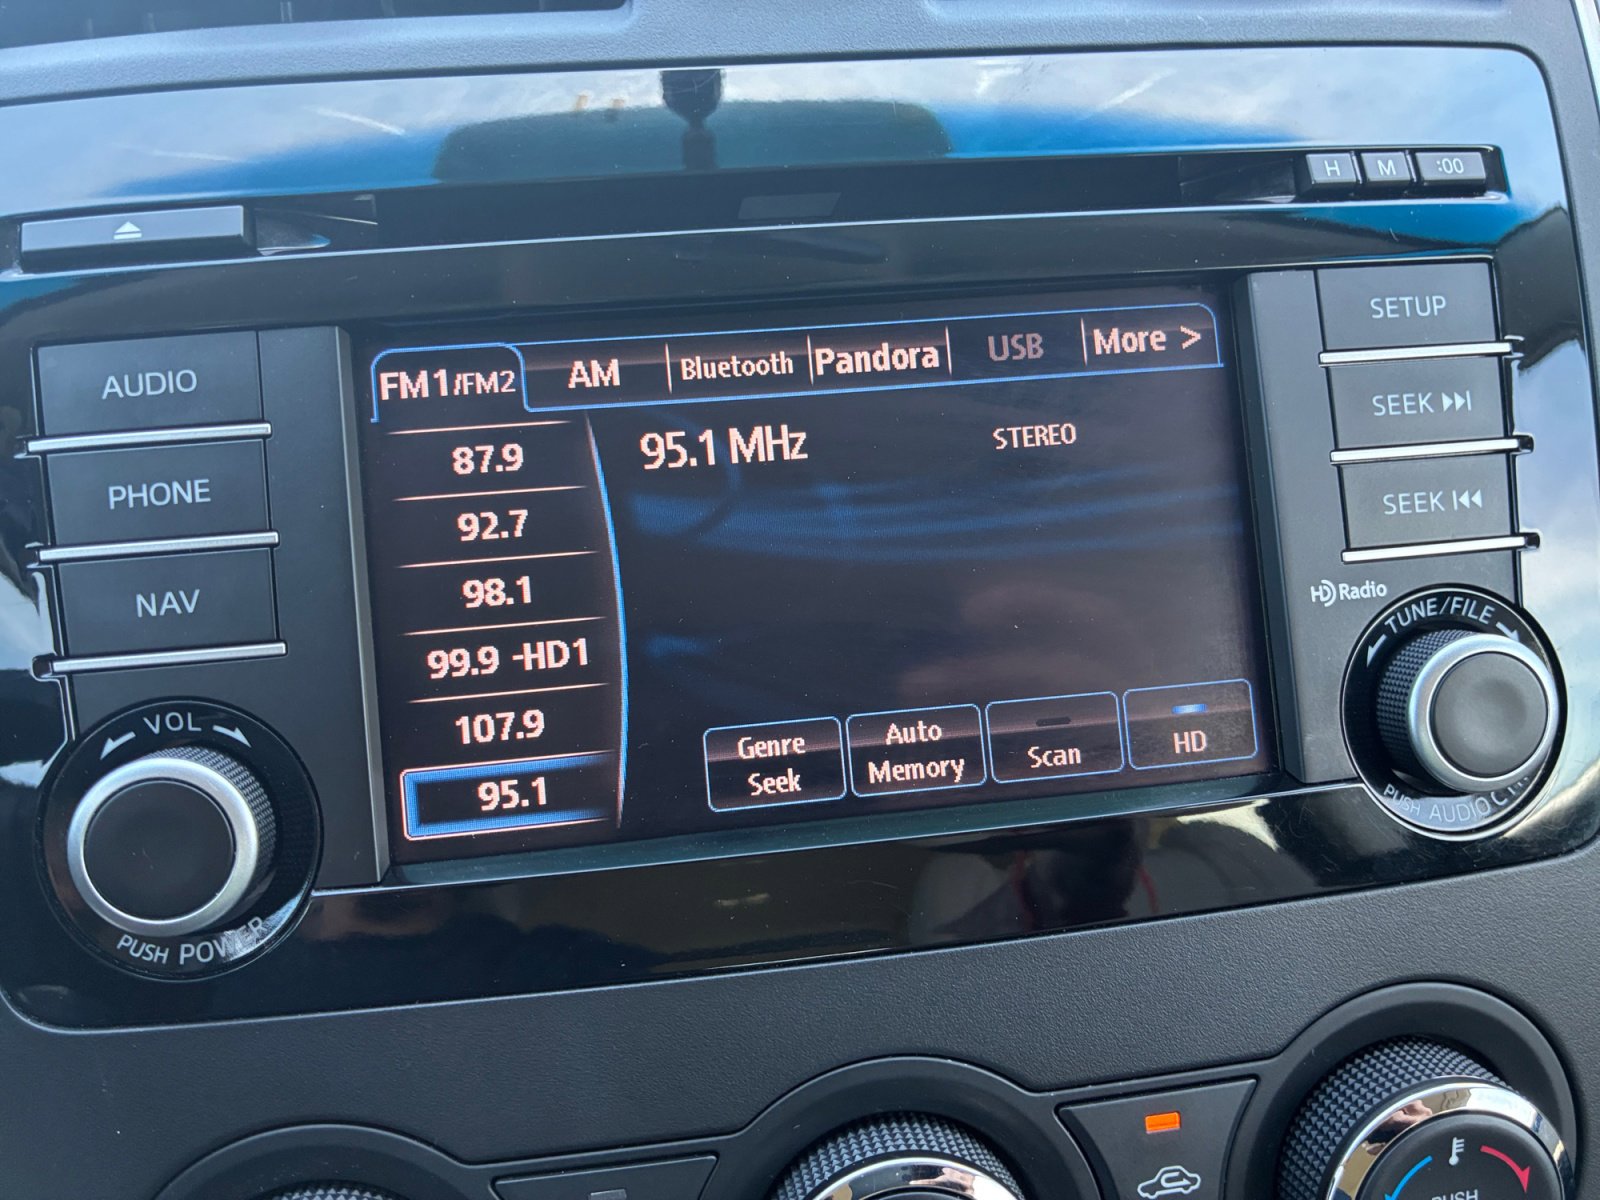 H M :00
AUDIO
PHONE
NAV
VOL
PUSH POWER
FM1/FM2 AM Bluetooth Pandora USB More >
87.9
92.7
98.1
99.9 -HD1
107.9
95.1
95.1 MHz STEREO
Genre
Seek
Auto
Memory
Scan
HD
SETUP
SEEK
SEEK
HD Radio
TUNE/FILE
PUSH AUDIO
PUSH